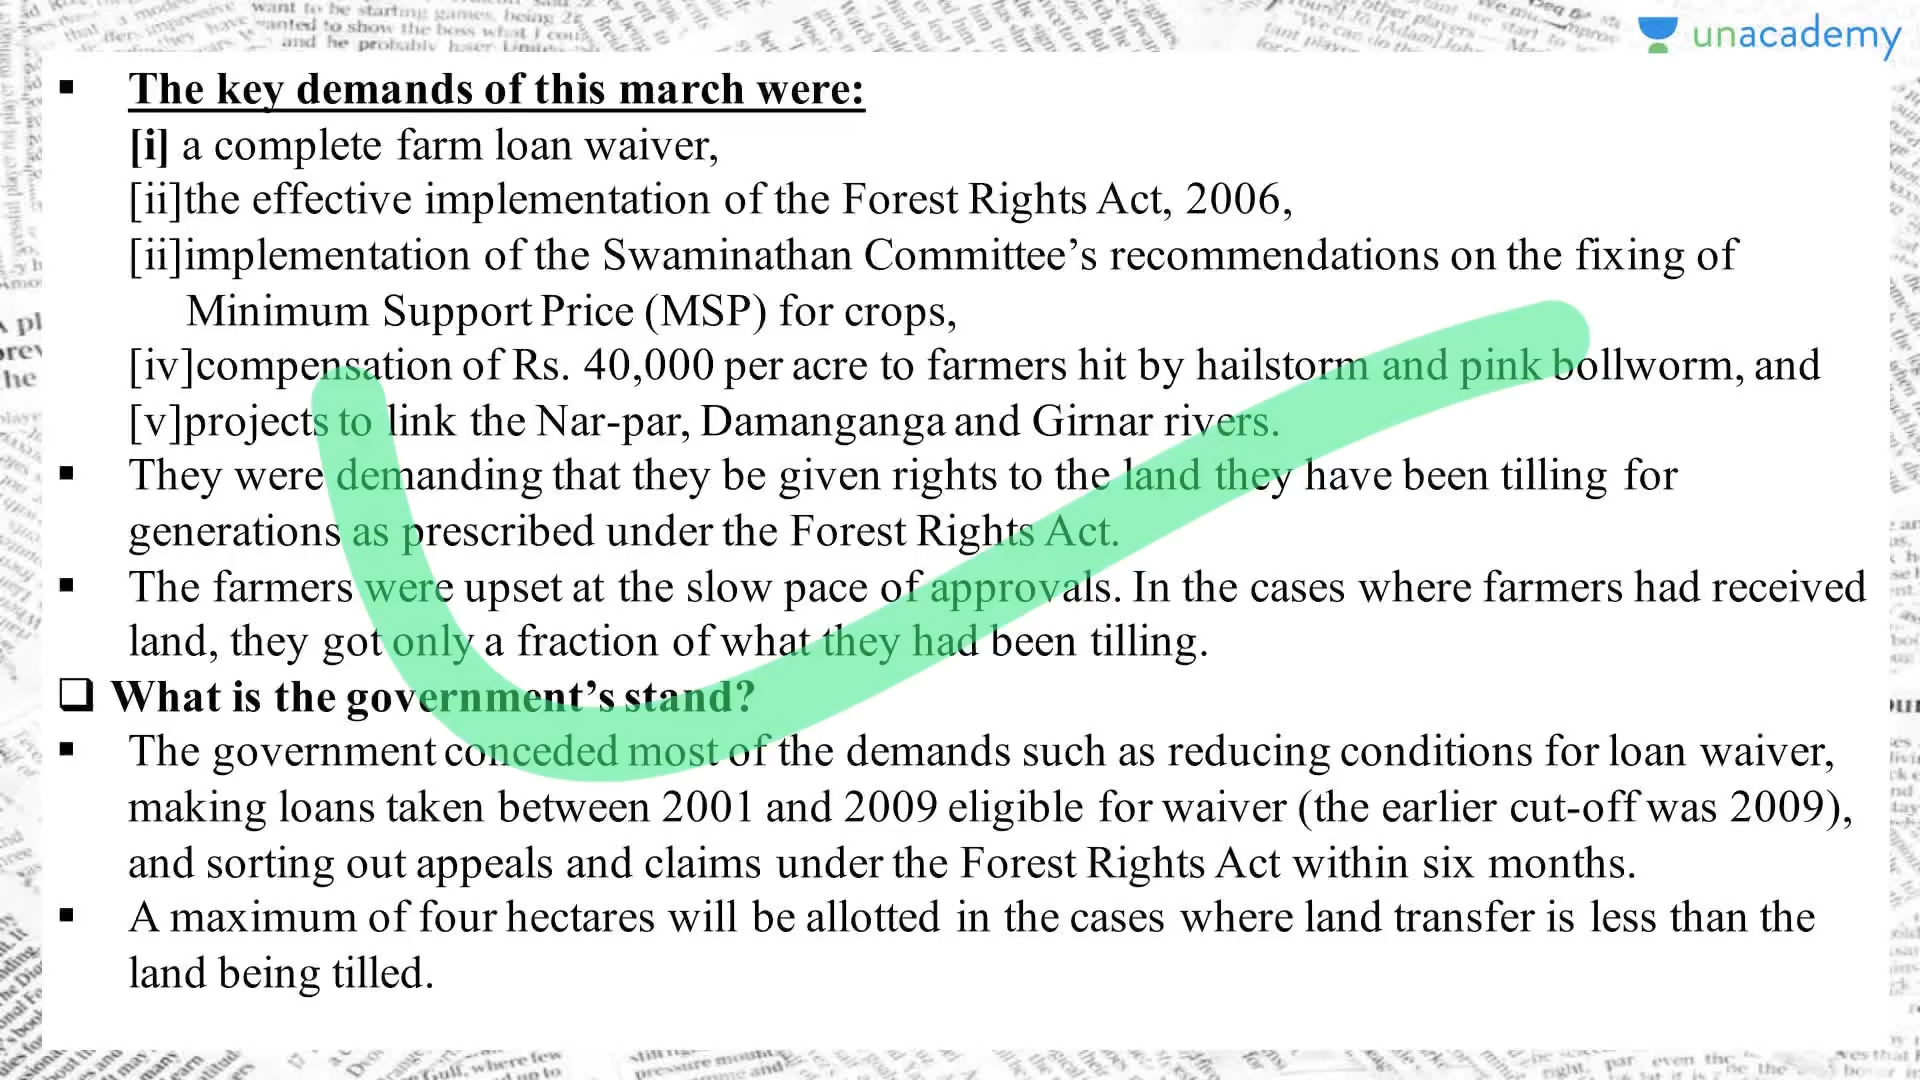 unacademy
▪ The key demands of this march were:
[i] a complete farm loan waiver,
[ii]the effective implementation of the Forest Rights Act, 2006,
[ii]implementation of the Swaminathan Committee’s recommendations on the fixing of
Minimum Support Price (MSP) for crops,
[iv]compensation of Rs. 40,000 per acre to farmers hit by hailstorm and pink bollworm, and
[v]projects to link the Nar-par, Damanganga and Girnar rivers.
▪ They were demanding that they be given rights to the land they have been tilling for
generations as prescribed under the Forest Rights Act.
▪ The farmers were upset at the slow pace of approvals. In the cases where farmers had received
land, they got only a fraction of what they had been tilling.
❑ What is the government’s stand?
▪ The government conceded most of the demands such as reducing conditions for loan waiver,
making loans taken between 2001 and 2009 eligible for waiver (the earlier cut-off was 2009),
and sorting out appeals and claims under the Forest Rights Act within six months.
▪ A maximum of four hectares will be allotted in the cases where land transfer is less than the
land being tilled.